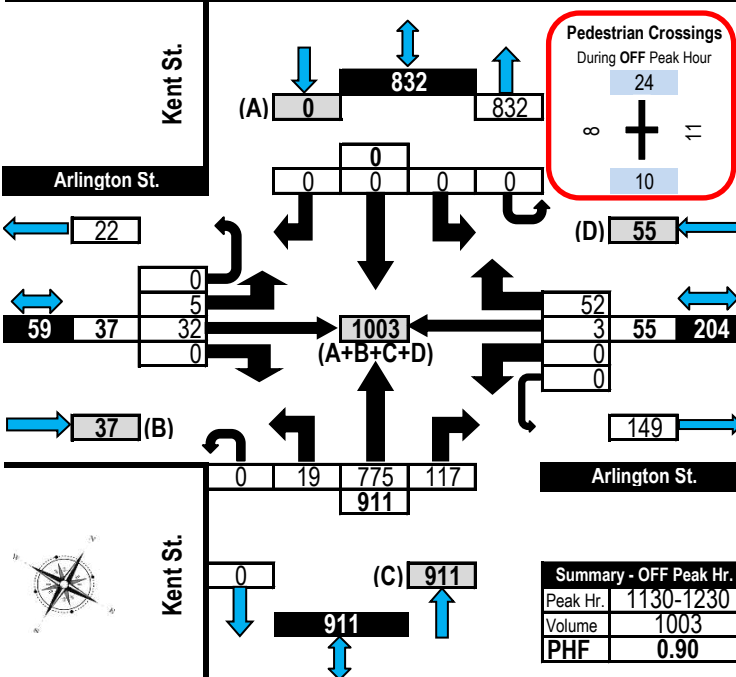 Kent St.
832
(A) 0
832
Pedestrian Crossings
During OFF Peak Hour
24
8
11
10
Arlington St.
0
0 0 0 0
22
(D) 55
0
5
59 37 32
0
1003
(A+B+C+D)
52
3 55 204
0
0
37 (B)
149
Arlington St.
0 19 775 117
911
Kent St.
0
(C) 911
911
Summary - OFF Peak Hr.
Peak Hr. 1130-1230
Volume 1003
PHF 0.90